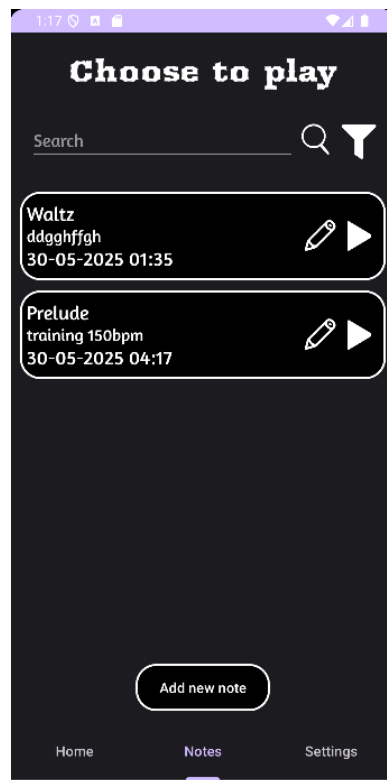 1:17
Choose to play
Search
Waltz
ddgghffgh
30-05-2025 01:35
Prelude
training 150bpm
30-05-2025 04:17
Add new note
Home Notes Settings